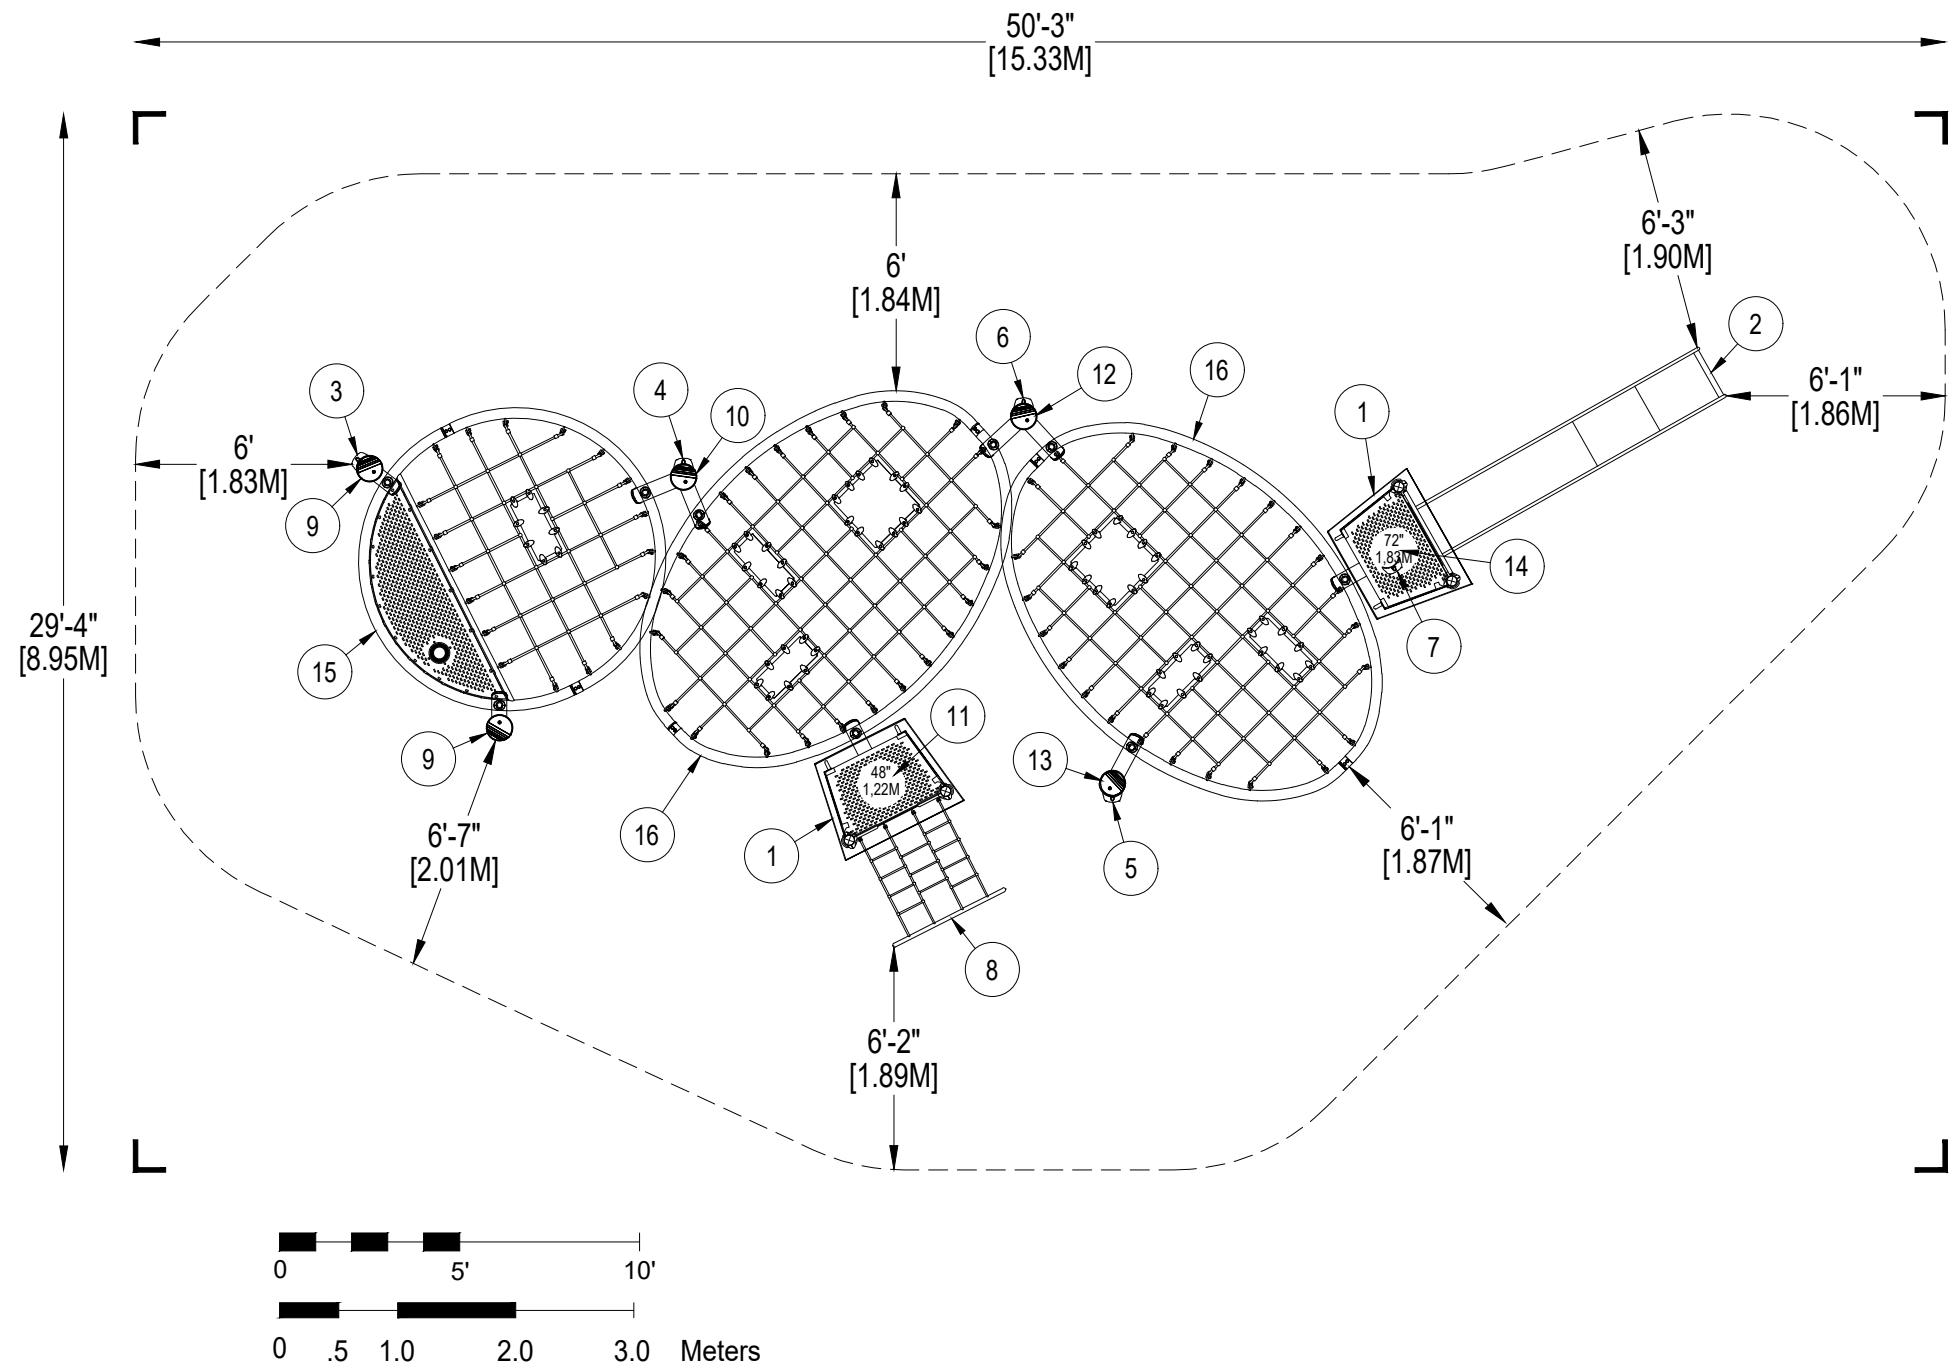 50'-3"
[15.33M]
6'-3"
[1.90M]
6'
[1.84M]
2
6
12
16
3
4
10
1
6'-1"
[1.86M]
6'
[1.83M]
9
72"
1,83M
14
29'-4"
[8.95M]
15
7
11
9
13
48"
1,22M
16
1
5
6'-7"
[2.01M]
6'-1"
[1.87M]
8
6'-2"
[1.89M]
0 5' 10'
0 .5 1.0 2.0 3.0 Meters